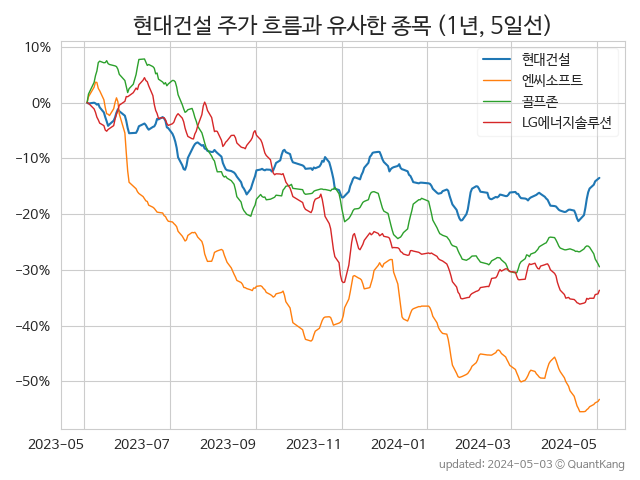 현대건설 주가 흐름과 유사한 종목 (1년, 5일선)
현대건설
엔씨소프트
골프존
LG에너지솔루션
10%
0%
−10%
−20%
−30%
−40%
−50%
2023-05 2023-07 2023-09 2023-11 2024-01 2024-03 2024-05
updated: 2024-05-03 © QuantKang